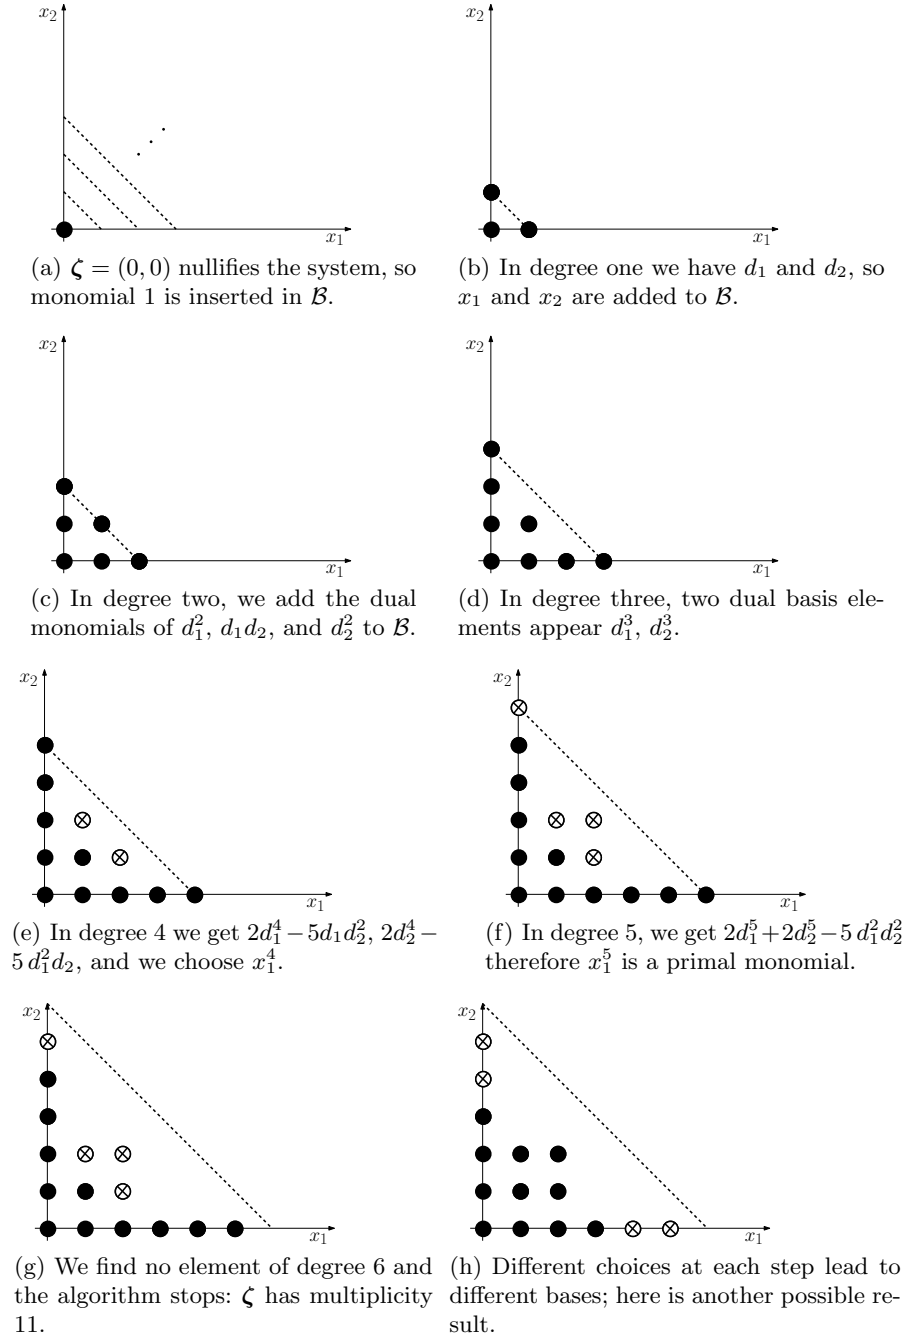 x₂
x₂
x₁
x₁
(a) ζ = (0, 0) nullifies the system, so
monomial 1 is inserted in B.
(b) In degree one we have d₁ and d₂, so
x₁ and x₂ are added to B.
x₂
x₂
x₁
x₁
(c) In degree two, we add the dual
monomials of d₁², d₁d₂, and d₂² to B.
(d) In degree three, two dual basis ele-
ments appear d₁³, d₂³.
x₂
x₂
x₁
x₁
(e) In degree 4 we get 2d₁⁴ − 5d₁d₂², 2d₂⁴ −
5 d₁²d₂, and we choose x₁⁴.
(f) In degree 5, we get 2d₁⁵+2d₂⁵−5 d₁²d₂²
therefore x₁⁵ is a primal monomial.
x₂
x₂
x₁
x₁
(g) We find no element of degree 6 and
the algorithm stops: ζ has multiplicity
11.
(h) Different choices at each step lead to
different bases; here is another possible re-
sult.